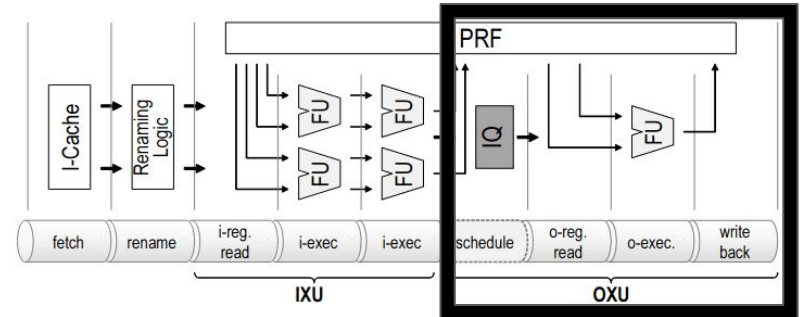 PRF
I-Cache
Renaming
Logic
FU
FU
FU
FU
IQ
FU
fetch
rename
i-reg.
read
i-exec
i-exec
schedule
o-reg.
read
o-exec.
write
back
IXU
OXU